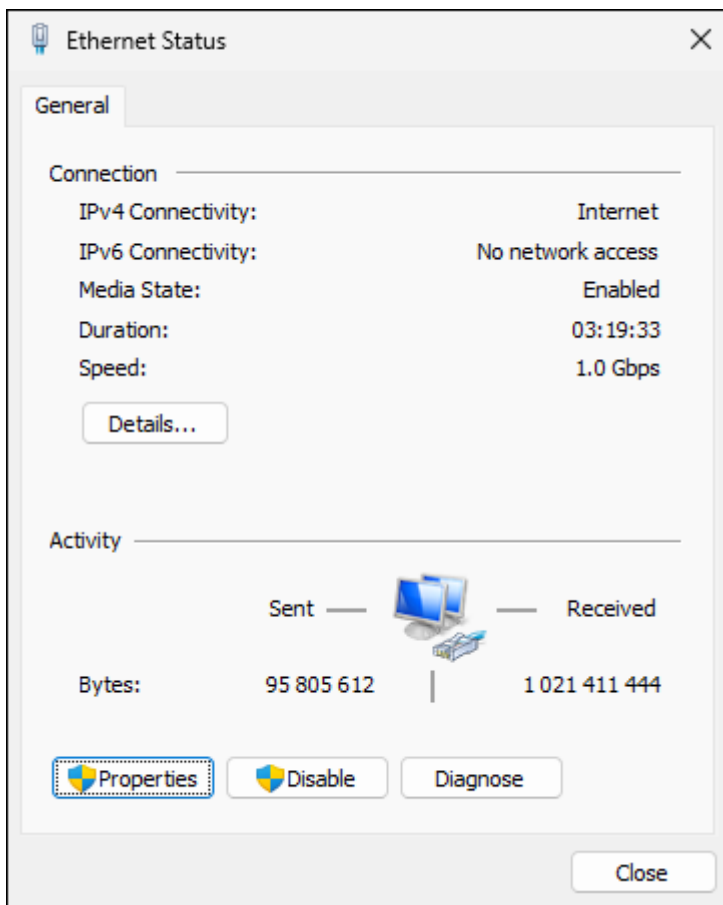 Ethernet Status
General
Connection
IPv4 Connectivity: Internet
IPv6 Connectivity: No network access
Media State: Enabled
Duration: 03:19:33
Speed: 1.0 Gbps
Details...
Activity
Sent Received
Bytes: 95 805 612 1 021 411 444
Properties Disable Diagnose
Close